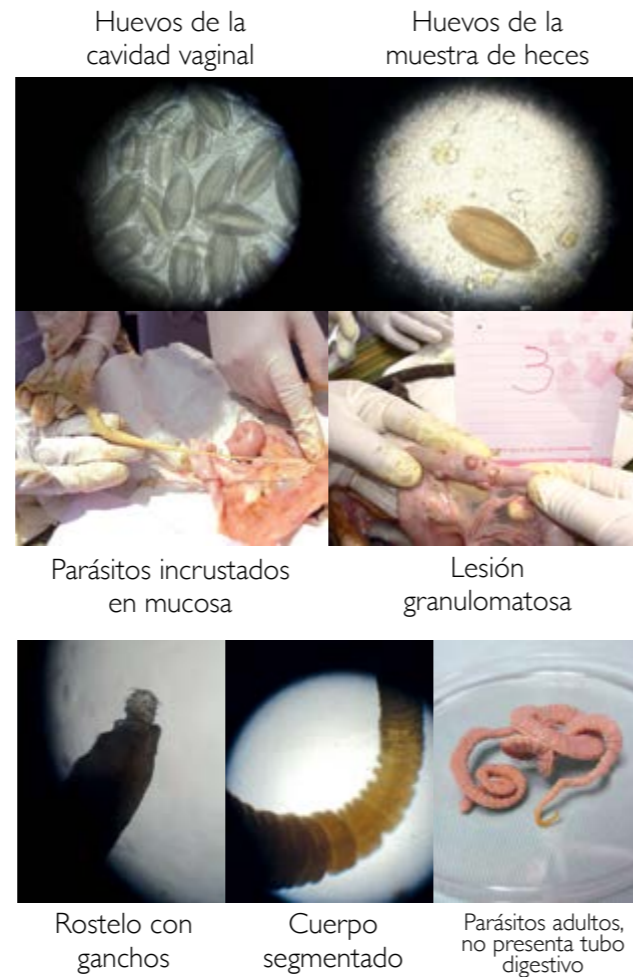 Huevos de la
cavidad vaginal
Huevos de la
muestra de heces
3
Parásitos incrustados
en mucosa
Lesión
granulomatosa
Rostelo con
ganchos
Cuerpo
segmentado
Parásitos adultos,
no presenta tubo
digestivo